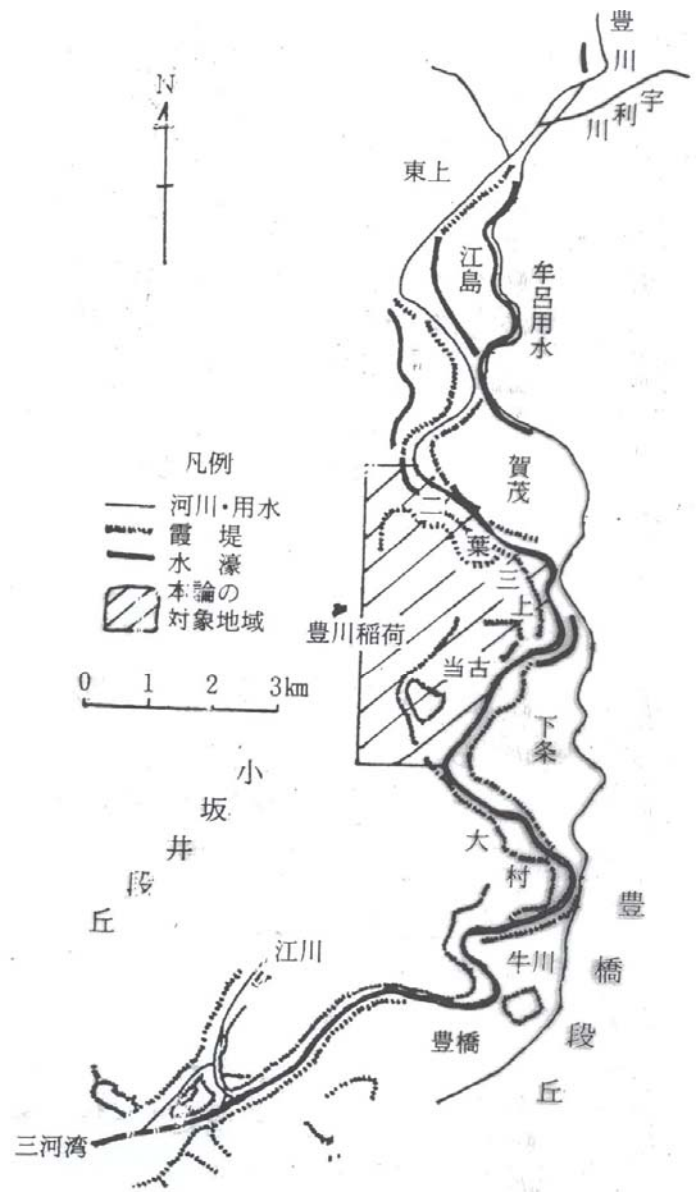 豊川
宇利川
N
東上
江島
牟呂用水
賀茂
凡例
河川・用水
霞堤
水濠
本論の
対象地域
二葉
三上
豊川稲荷
当古
0 1 2 3km
下条
小坂井段丘
大村
豊橋段丘
江川
牛川
豊橋
三河湾